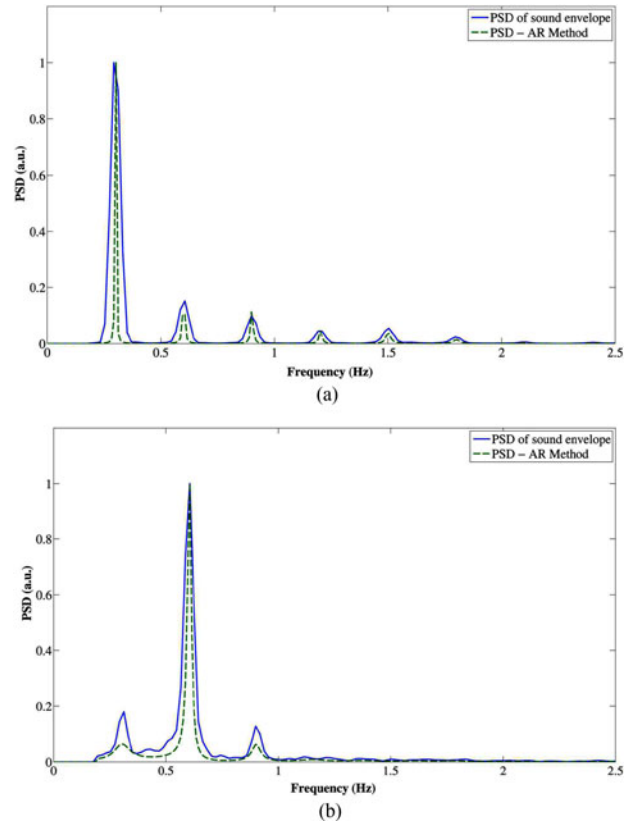 PSD of sound envelope
PSD – AR Method
1
0.8
0.6
0.4
0.2
0
PSD (a.u.)
0 0.5 1 1.5 2 2.5
Frequency (Hz)
(a)
PSD of sound envelope
PSD – AR Method
1
0.8
0.6
0.4
0.2
0
PSD (a.u.)
0 0.5 1 1.5 2 2.5
Frequency (Hz)
(b)